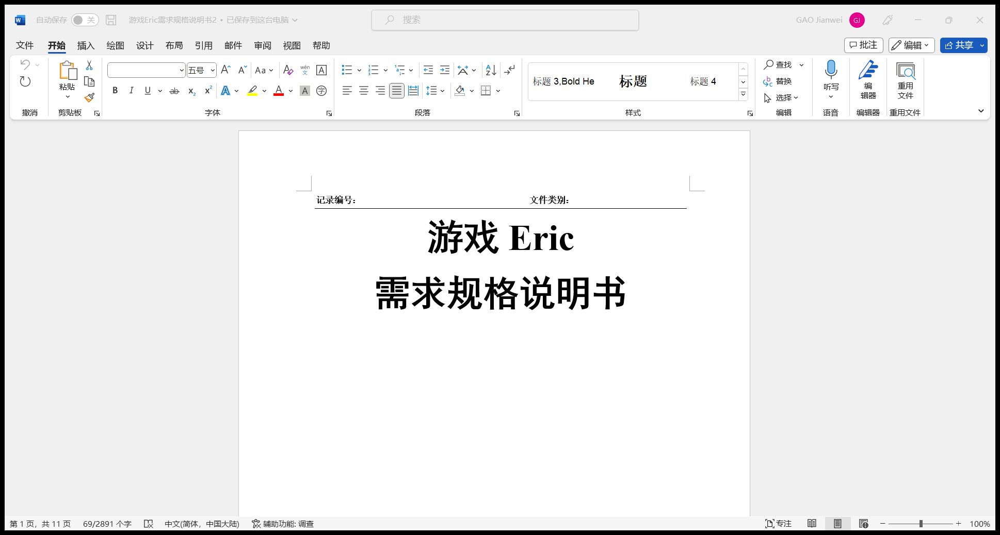 自动保存 关 游戏Eric需求规格说明书2 • 已保存到这台电脑 搜索 GAO Jianwei GJ
文件 开始 插入 绘图 设计 布局 引用 邮件 审阅 视图 帮助 批注 编辑 共享
粘贴 五号 Aa wén 文 A 标题 3,Bold He 标题 标题 4 查找 替换 选择 听写 编辑器 重用文件
B I U ab x₂ x² A A A 字
撤消 剪贴板 字体 段落 样式 编辑 语音 编辑器 重用文件
记录编号: 文件类别:
游戏 Eric
需求规格说明书
第 1 页，共 11 页 69/2891 个字 中文(简体，中国大陆) 辅助功能: 调查 专注 100%